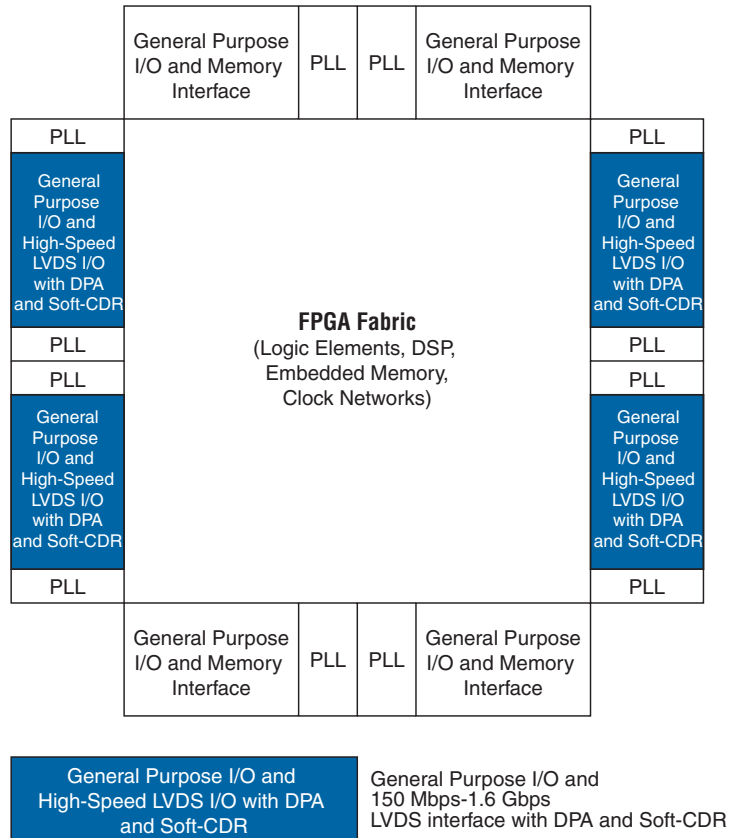 General Purpose
I/O and Memory
Interface
PLL
PLL
General Purpose
I/O and Memory
Interface
PLL
General
Purpose
I/O and
High-Speed
LVDS I/O
with DPA
and Soft-CDR
PLL
PLL
General
Purpose
I/O and
High-Speed
LVDS I/O
with DPA
and Soft-CDR
PLL
FPGA Fabric
(Logic Elements, DSP,
Embedded Memory,
Clock Networks)
PLL
General
Purpose
I/O and
High-Speed
LVDS I/O
with DPA
and Soft-CDR
PLL
PLL
General
Purpose
I/O and
High-Speed
LVDS I/O
with DPA
and Soft-CDR
PLL
General Purpose
I/O and Memory
Interface
PLL
PLL
General Purpose
I/O and Memory
Interface
General Purpose I/O and
High-Speed LVDS I/O with DPA
and Soft-CDR
General Purpose I/O and
150 Mbps-1.6 Gbps
LVDS interface with DPA and Soft-CDR